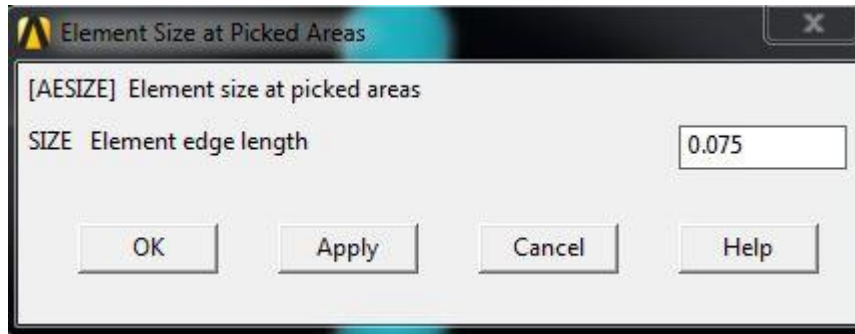 Element Size at Picked Areas
[AESIZE] Element size at picked areas
SIZE Element edge length 0.075
OK Apply Cancel Help